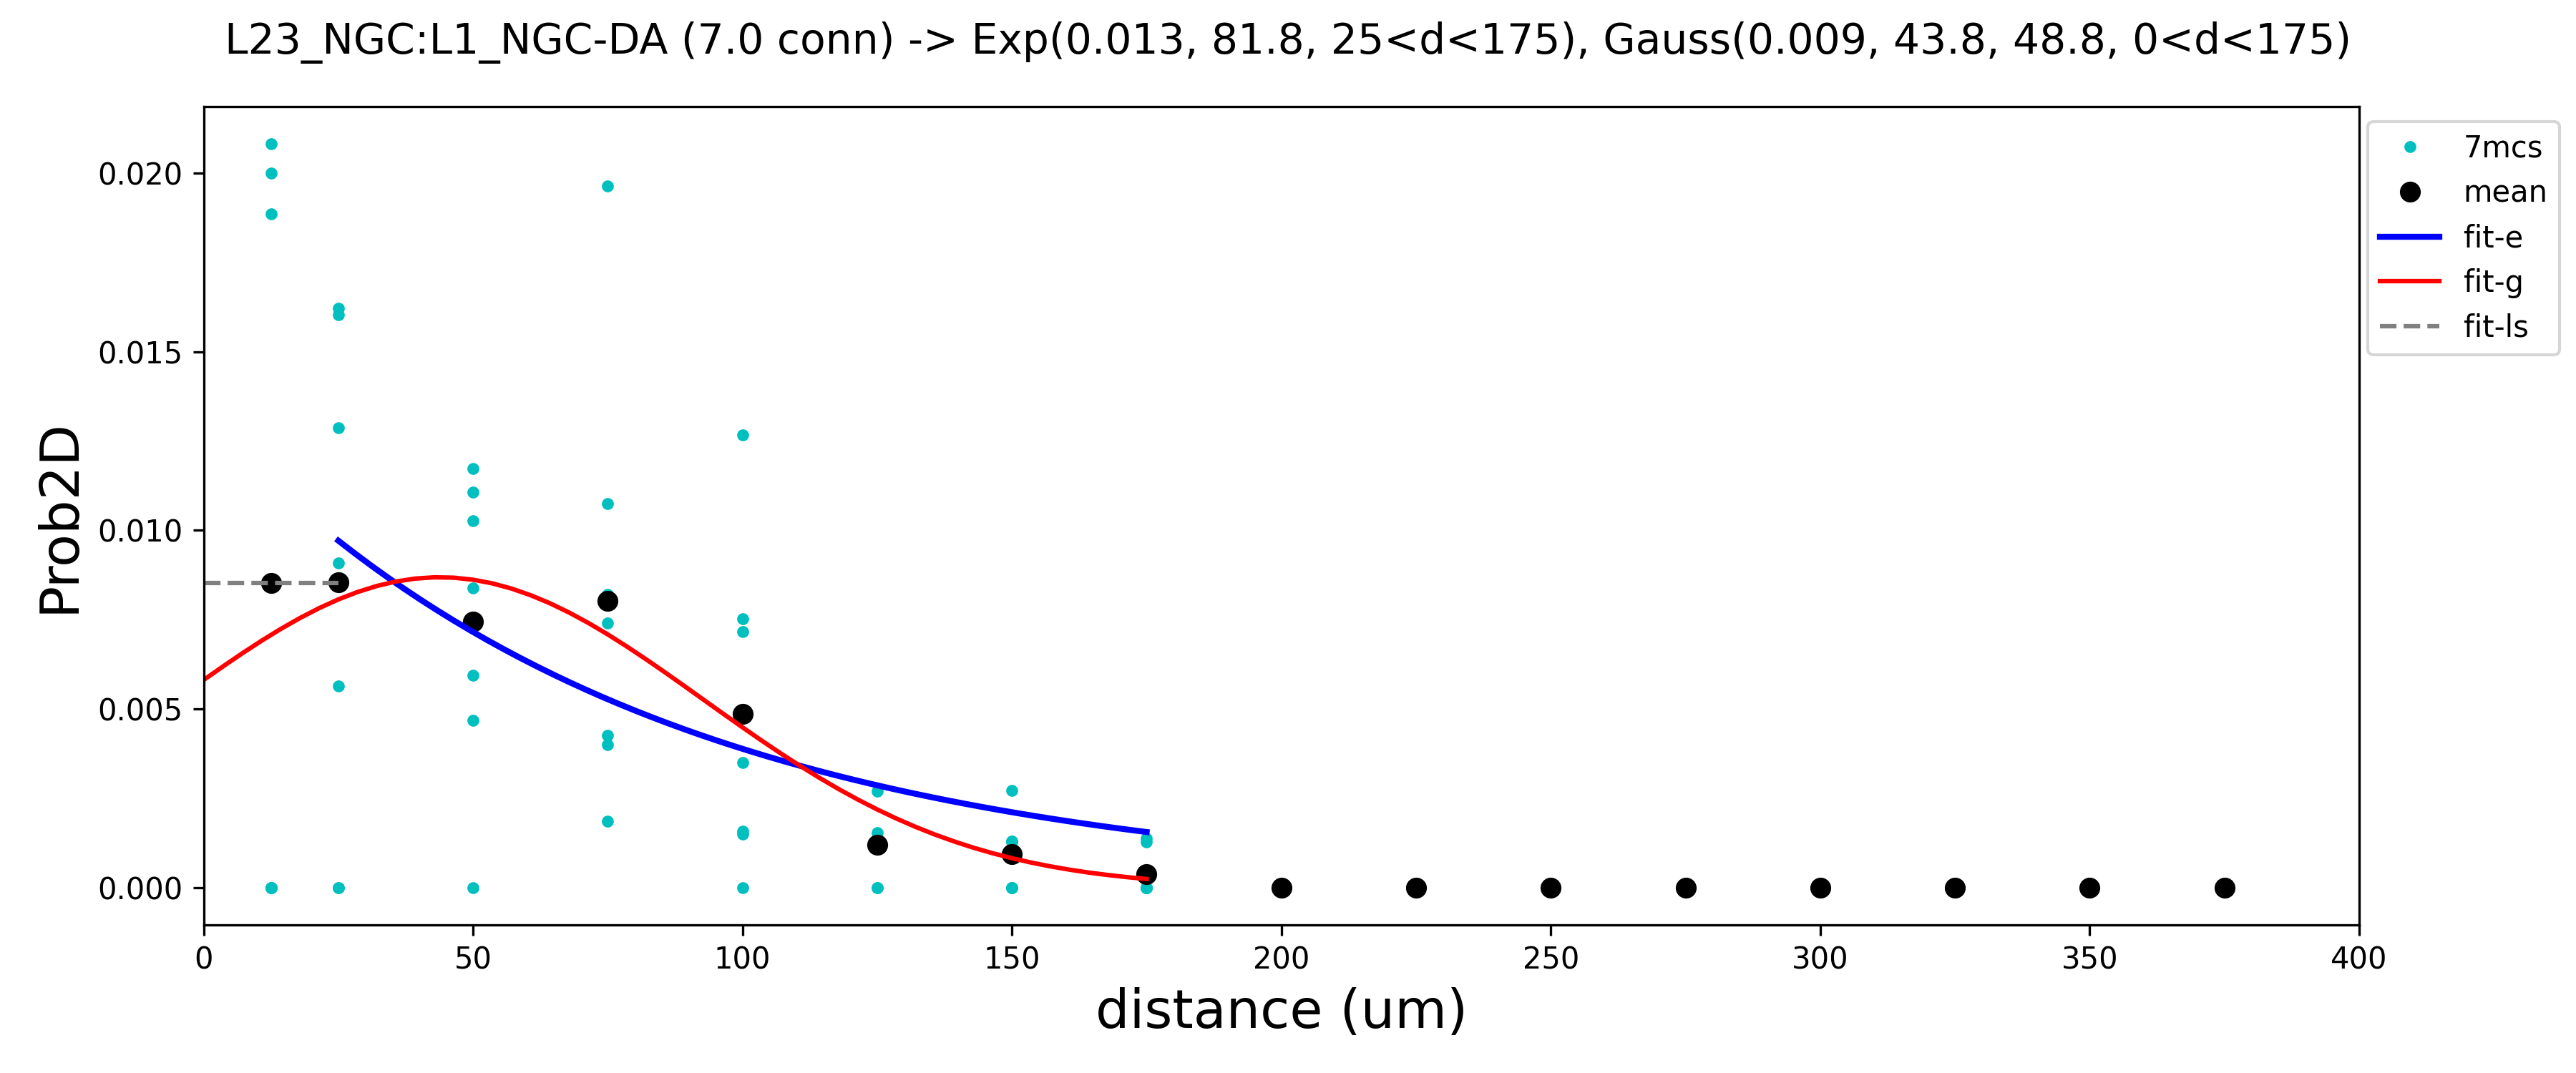 L23_NGC:L1_NGC-DA (7.0 conn) -> Exp(0.013, 81.8, 25<d<175), Gauss(0.009, 43.8, 48.8, 0<d<175)
7mcs
mean
fit-e
fit-g
fit-ls
Prob2D
0.020
0.015
0.010
0.005
0.000
0 50 100 150 200 250 300 350 400
distance (um)